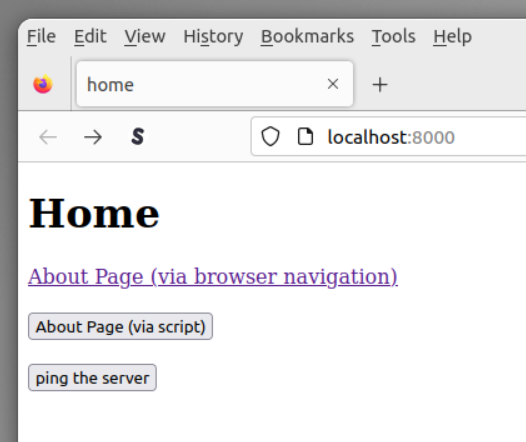 File Edit View History Bookmarks Tools Help
home
localhost:8000
Home
About Page (via browser navigation)
About Page (via script)
ping the server